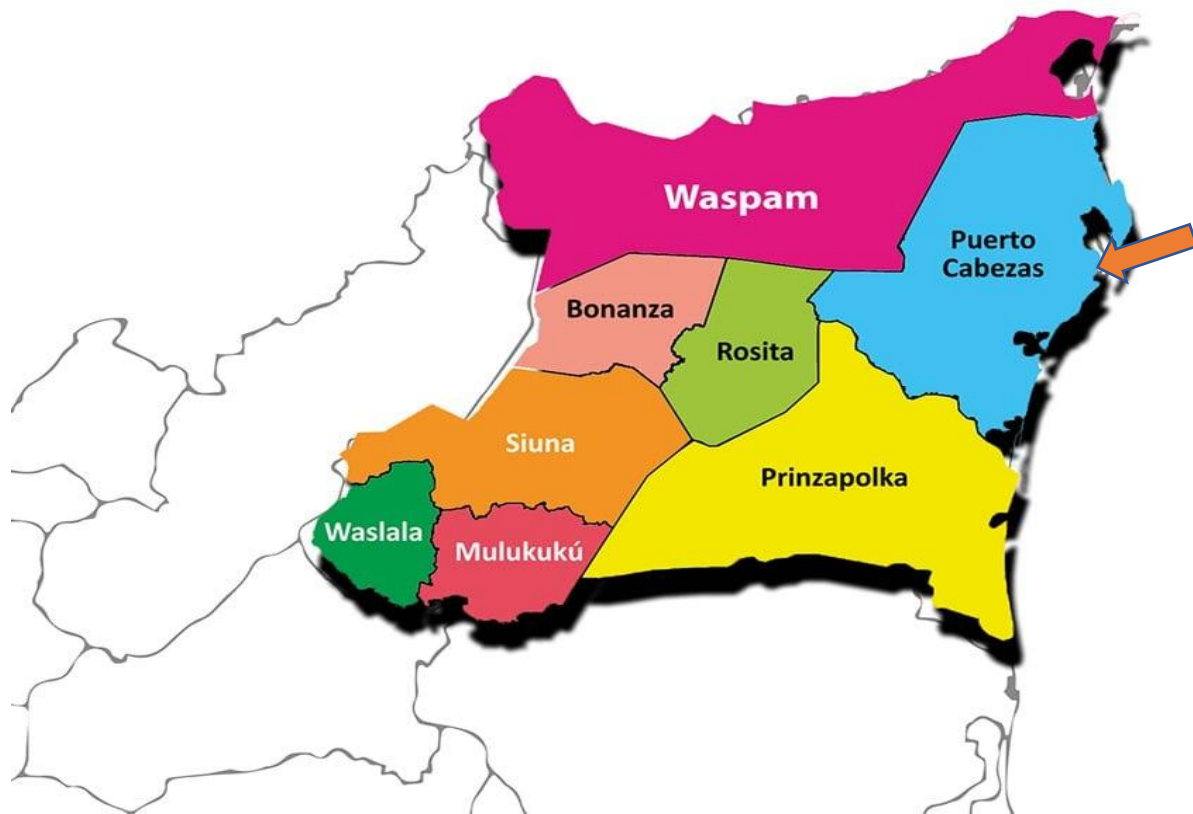 Waspam
Puerto
Cabezas
Bonanza
Rosita
Siuna
Prinzapolka
Waslala
Mulukukú